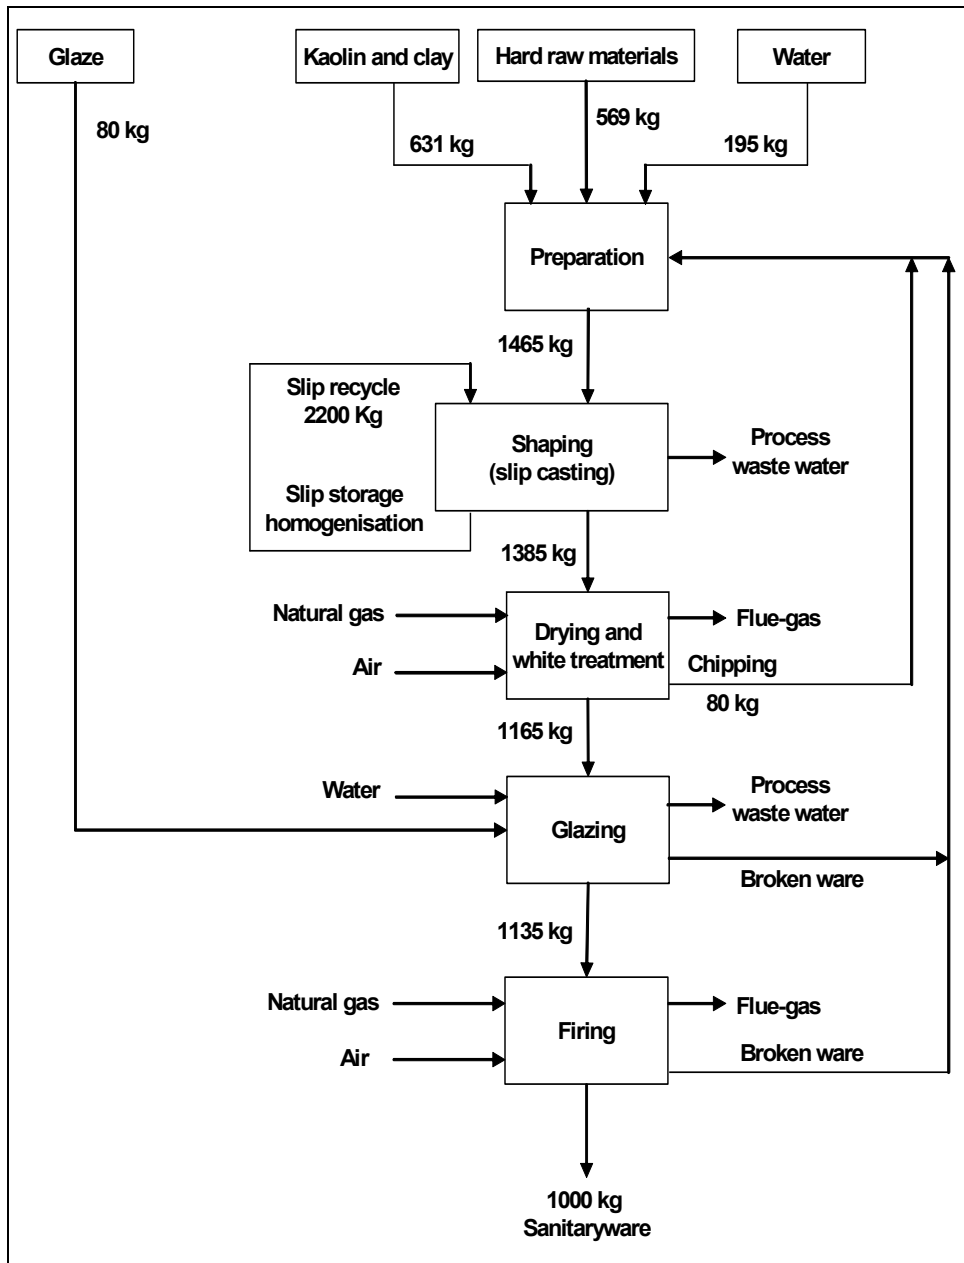 Glaze
Kaolin and clay
Hard raw materials
Water
80 kg
631 kg
569 kg
195 kg
Preparation
1465 kg
Slip recycle
2200 Kg
Shaping
(slip casting)
Process
waste water
Slip storage
homogenisation
1385 kg
Natural gas
Air
Drying and
white treatment
Flue-gas
Chipping
80 kg
1165 kg
Water
Glazing
Process
waste water
Broken ware
1135 kg
Natural gas
Air
Firing
Flue-gas
Broken ware
1000 kg
Sanitaryware